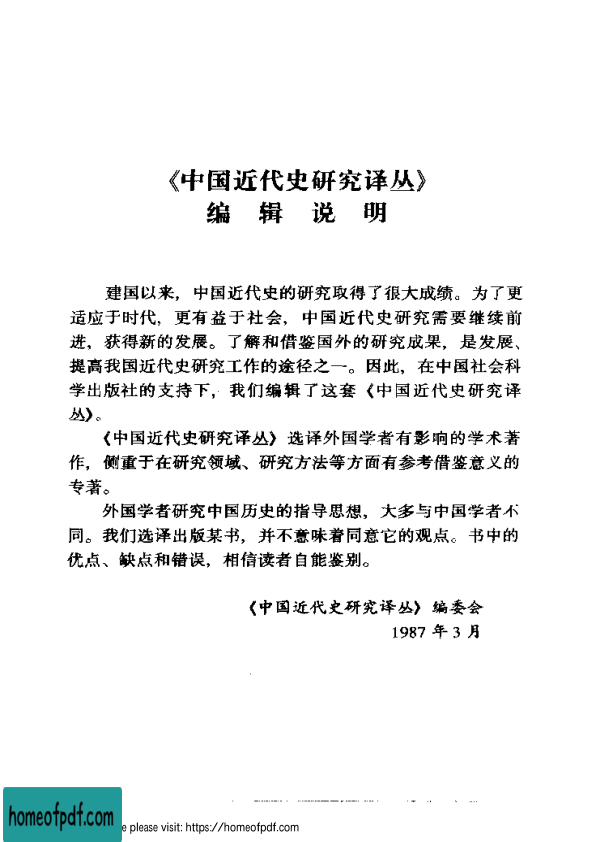 《中国近代史研究译丛》
编辑说明
建国以来，中国近代史的研究取得了很大成绩。为了更
适应于时代，更有益于社会，中国近代史研究需要继续前
进，获得新的发展。了解和借鉴国外的研究成果，是发展、
提高我国近代史研究工作的途径之一。因此，在中国社会科
学出版社的支持下，我们编辑了这套《中国近代史研究译
丛》。
《中国近代史研究译丛》选译外国学者有影响的学术著
作，侧重于在研究领域、研究方法等方面有参考借鉴意义的
专著。
外国学者研究中国历史的指导思想，大多与中国学者不
同。我们选译出版某书，并不意味着同意它的观点。书中的
优点、缺点和错误，相信读者自能鉴别。
《中国近代史研究译丛》编委会
1987年3月
homeofpdf.com
please visit: https://homeofpdf.com